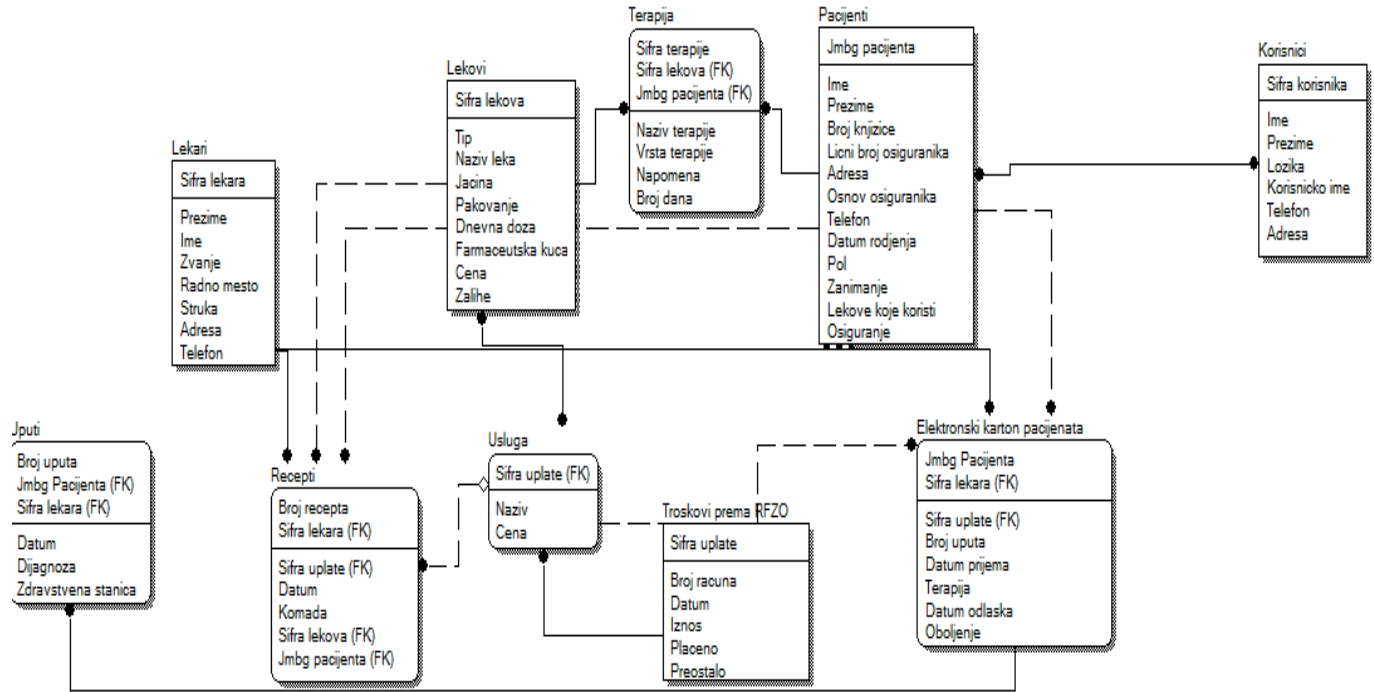 Terapija
Sifra terapije
Sifra lekova (FK)
Jmbg pacijenta (FK)
Naziv terapije
Vrsta terapije
Napomena
Broj dana
Pacijenti
Jmbg pacijenta
Ime
Prezime
Broj knjizice
Licni broj osiguranika
Adresa
Osnov osiguranika
Telefon
Datum rodjenja
Pol
Zanimanje
Lekove koje koristi
Osiguranje
Korisnici
Sifra korisnika
Ime
Prezime
Lozika
Korisnicko ime
Telefon
Adresa
Lekovi
Sifra lekova
Tip
Naziv leka
Jacina
Pakovanje
Dnevna doza
Farmaceutska kuca
Cena
Zalihe
Lekari
Sifra lekara
Prezime
Ime
Zvanje
Radno mesto
Struka
Adresa
Telefon
Uputi
Broj uputa
Jmbg Pacijenta (FK)
Sifra lekara (FK)
Datum
Dijagnoza
Zdravstvena stanica
Recepti
Broj recepta
Sifra lekara (FK)
Sifra uplate (FK)
Datum
Komada
Sifra lekova (FK)
Jmbg pacijenta (FK)
Usluga
Sifra uplate (FK)
Naziv
Cena
Troskovi prema RFZO
Sifra uplate
Broj racuna
Datum
Iznos
Placeno
Preostalo
Elektronski karton pacijenata
Jmbg Pacijenta
Sifra lekara (FK)
Sifra uplate (FK)
Broj uputa
Datum prijema
Terapija
Datum odlaska
Oboljenje